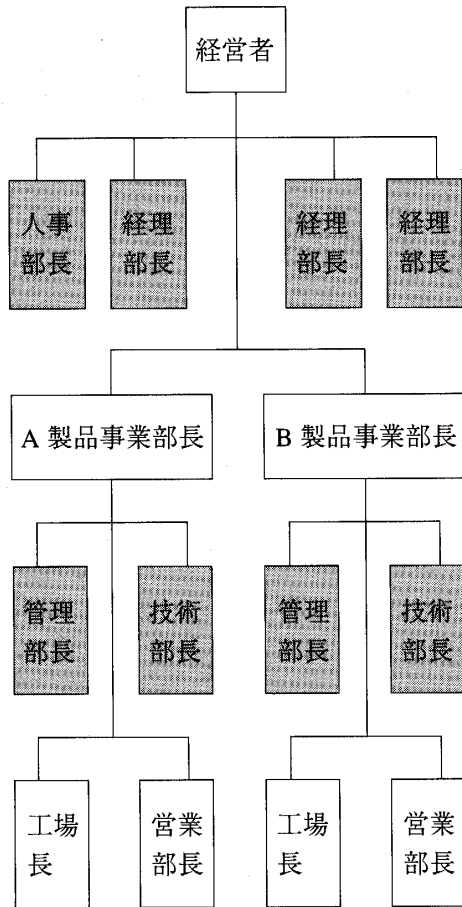 経営者
人事
部長
経理
部長
経理
部長
経理
部長
A 製品事業部長
B 製品事業部長
管理
部長
技術
部長
管理
部長
技術
部長
工場
長
営業
部長
工場
長
営業
部長